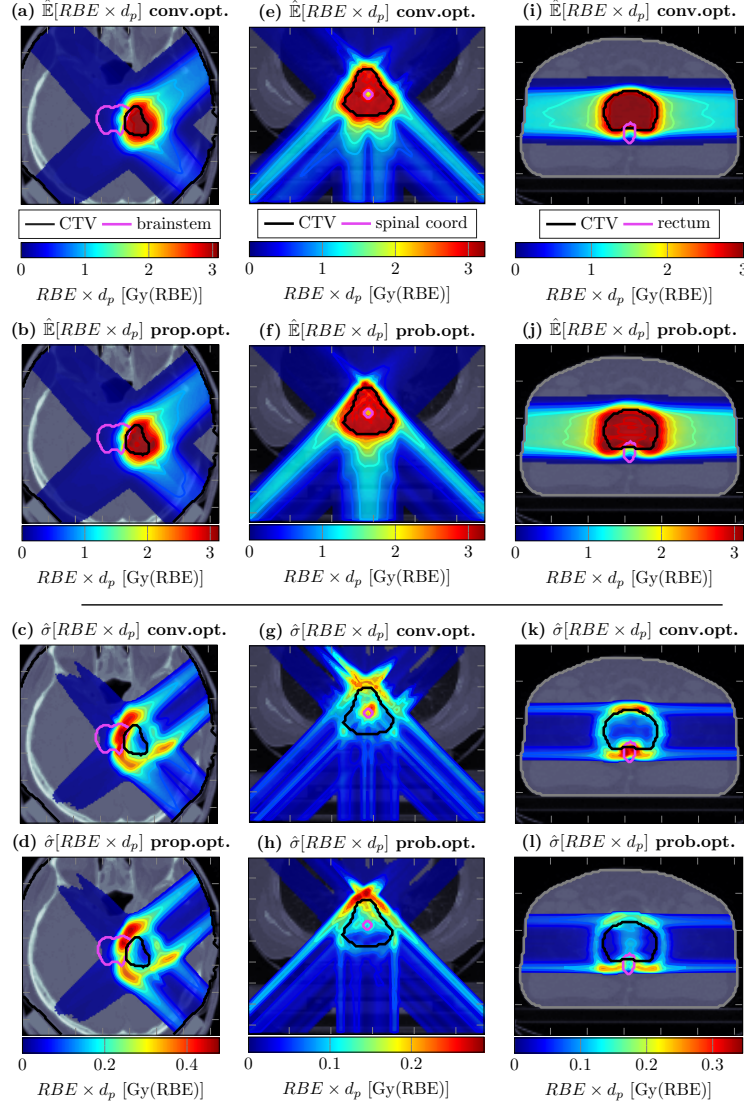 (a) Ê[RBE × d_p] conv.opt.
(e) Ê[RBE × d_p] conv.opt.
(i) Ê[RBE × d_p] conv.opt.
CTV brainstem
CTV spinal coord
CTV rectum
0 1 2 3
0 2 3
0 1 2 3
RBE × d_p [Gy(RBE)]
RBE × d_p [Gy(RBE)]
RBE × d_p [Gy(RBE)]
(b) Ê[RBE × d_p] prop.opt.
(f) Ê[RBE × d_p] prob.opt.
(j) Ê[RBE × d_p] prob.opt.
0 1 2 3
0 2 3
0 1 2 3
RBE × d_p [Gy(RBE)]
RBE × d_p [Gy(RBE)]
RBE × d_p [Gy(RBE)]
(c) σ̂[RBE × d_p] conv.opt.
(g) σ̂[RBE × d_p] conv.opt.
(k) σ̂[RBE × d_p] conv.opt.
(d) σ̂[RBE × d_p] prop.opt.
(h) σ̂[RBE × d_p] prob.opt.
(l) σ̂[RBE × d_p] prob.opt.
0 0.2 0.4
0 0.1 0.2
0 0.1 0.2 0.3
RBE × d_p [Gy(RBE)]
RBE × d_p [Gy(RBE)]
RBE × d_p [Gy(RBE)]